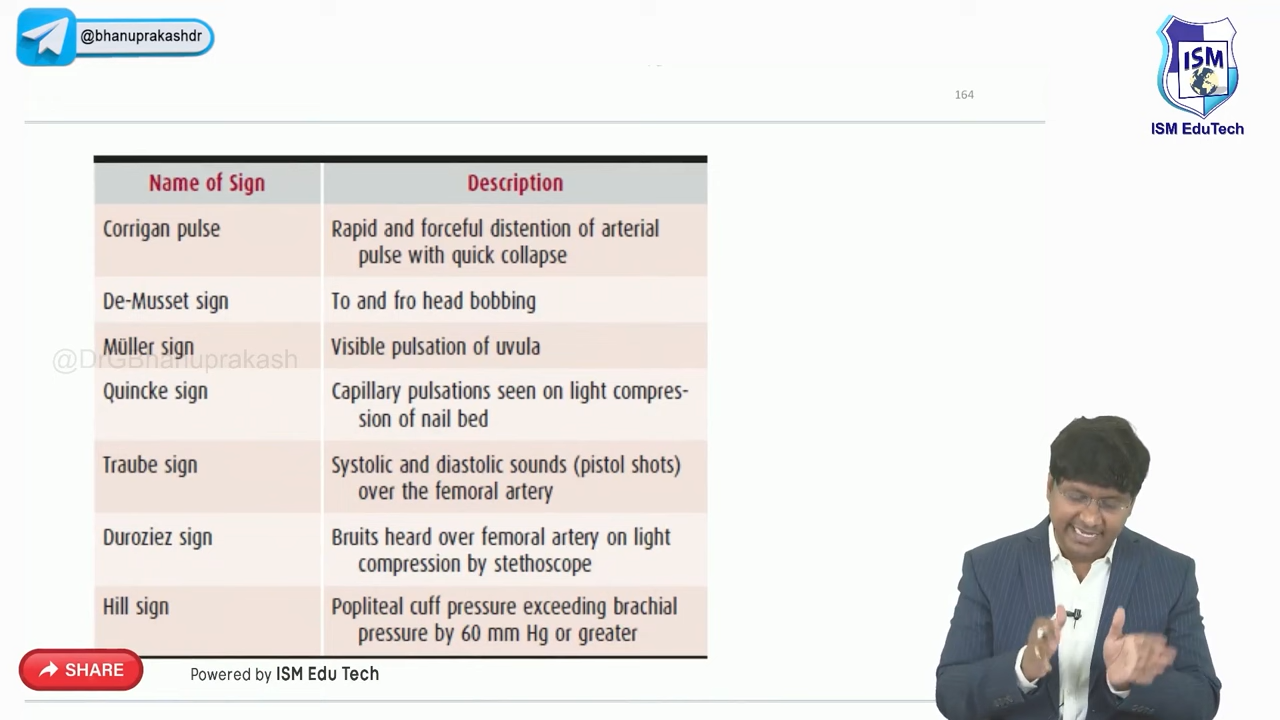 @bhanuprakashdr
ISM
ISM EduTech
164
Name of Sign
Description
Corrigan pulse
Rapid and forceful distention of arterial
pulse with quick collapse
De-Musset sign
To and fro head bobbing
Müller sign
Visible pulsation of uvula
@DrGBhanuprakash
Quincke sign
Capillary pulsations seen on light compres-
sion of nail bed
Traube sign
Systolic and diastolic sounds (pistol shots)
over the femoral artery
Duroziez sign
Bruits heard over femoral artery on light
compression by stethoscope
Hill sign
Popliteal cuff pressure exceeding brachial
pressure by 60 mm Hg or greater
SHARE
Powered by ISM Edu Tech